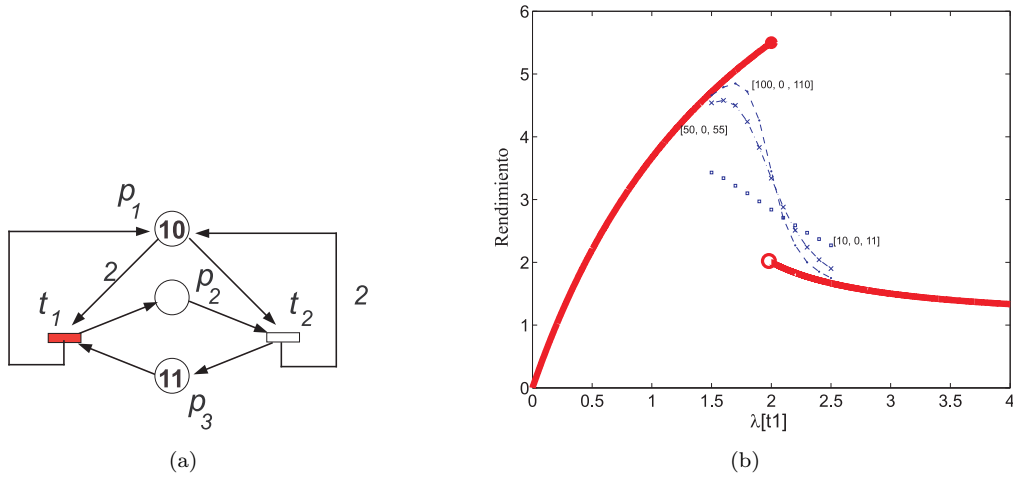 p1
10
2
p2
t1
t2
2
11
p3
(a)
Rendimiento
6
5
4
3
2
1
0
[100, 0 , 110]
[50, 0, 55]
[10, 0, 11]
0 0.5 1 1.5 2 2.5 3 3.5 4
λ[t1]
(b)